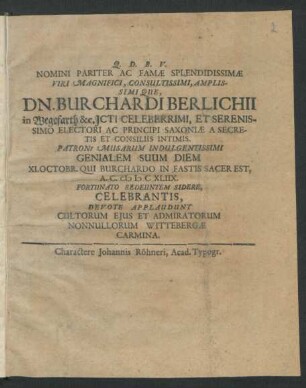 Q. D. B. V.
NOMINI PARITER AC FAMÆ SPLENDIDISSIMÆ
VIRI MAGNIFICI, CONSULTISSIMI, AMPLIS-
SIMI QUE,
DN. BURCHARDI BERLICHII
in Wegefarth &c. JCTI CELEBERRIMI, ET SERENIS-
SIMO ELECTORI AC PRINCIPI SAXONIÆ A SECRE-
TIS ET CONSILIIS INTIMIS.
PATRONI MUSARUM INDULGENTISSIMI
GENIALEM SUUM DIEM
XI. OCTOBR. QUI BURCHARDO IN FASTIS SACER EST,
A. C. cIɔ Iɔ C XLIIX.
FORTUNATO REDEUNTEM SIDERE,
CELEBRANTIS,
DEVOTE APPLAUDUNT
CULTORUM EJUS ET ADMIRATORUM
NONNULLORUM WITTEBERGÆ
CARMINA.
Charactere Johannis Röhneri, Acad. Typogr.